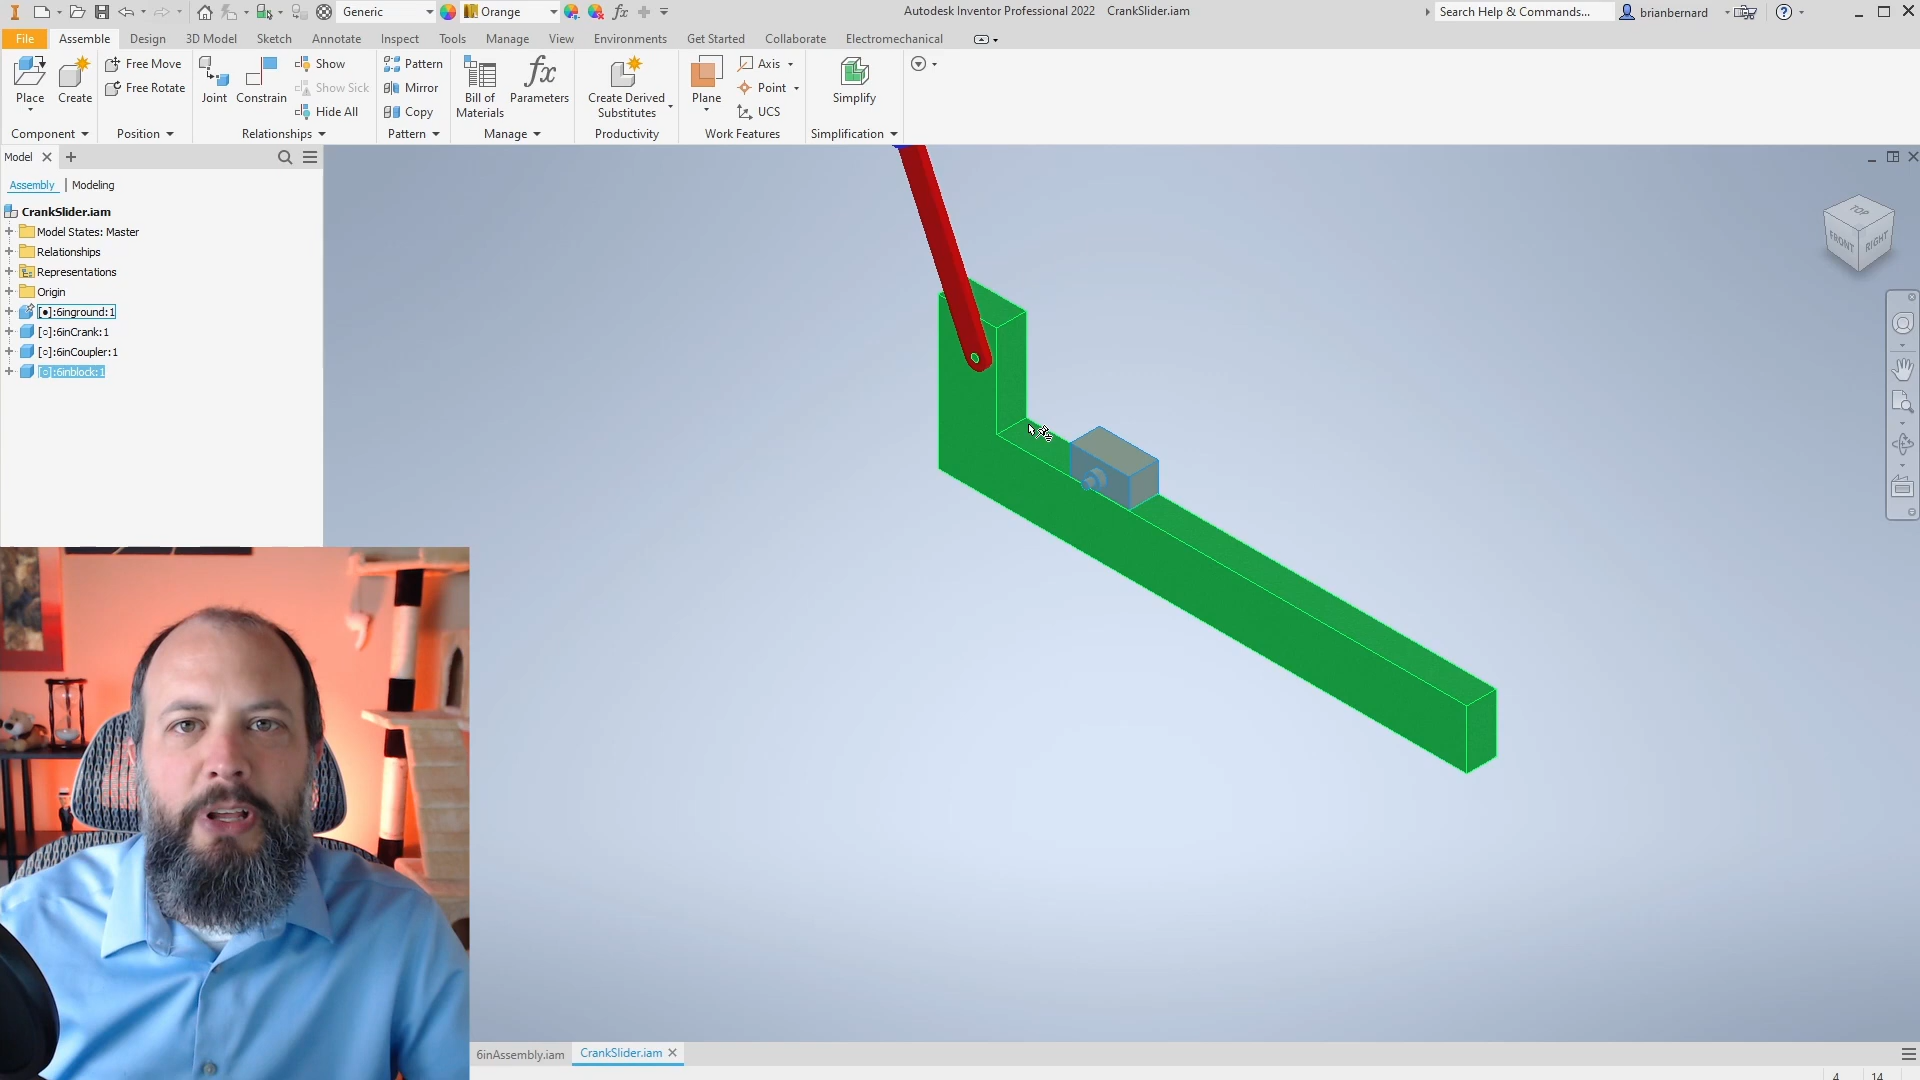 Generic
Orange
fx
Autodesk Inventor Professional 2022 CrankSlider.iam
Search Help & Commands...
brianbernard
File
Assemble
Design
3D Model
Sketch
Annotate
Inspect
Tools
Manage
View
Environments
Get Started
Collaborate
Electromechanical
Place
Create
Free Move
Free Rotate
Component
Position
Joint
Constrain
Show
Show Sick
Hide All
Relationships
Pattern
Mirror
Copy
Pattern
Bill of
Materials
fx
Parameters
Manage
Create Derived
Substitutes
Productivity
Plane
Axis
Point
UCS
Work Features
Simplify
Simplification
Model
Assembly | Modeling
CrankSlider.iam
Model States: Master
Relationships
Representations
Origin
[●]:6inground:1
[○]:6inCrank:1
[○]:6inCoupler:1
[○]:6inblock:1
TOP
FRONT
RIGHT
6inAssembly.iam
CrankSlider.iam
4 14